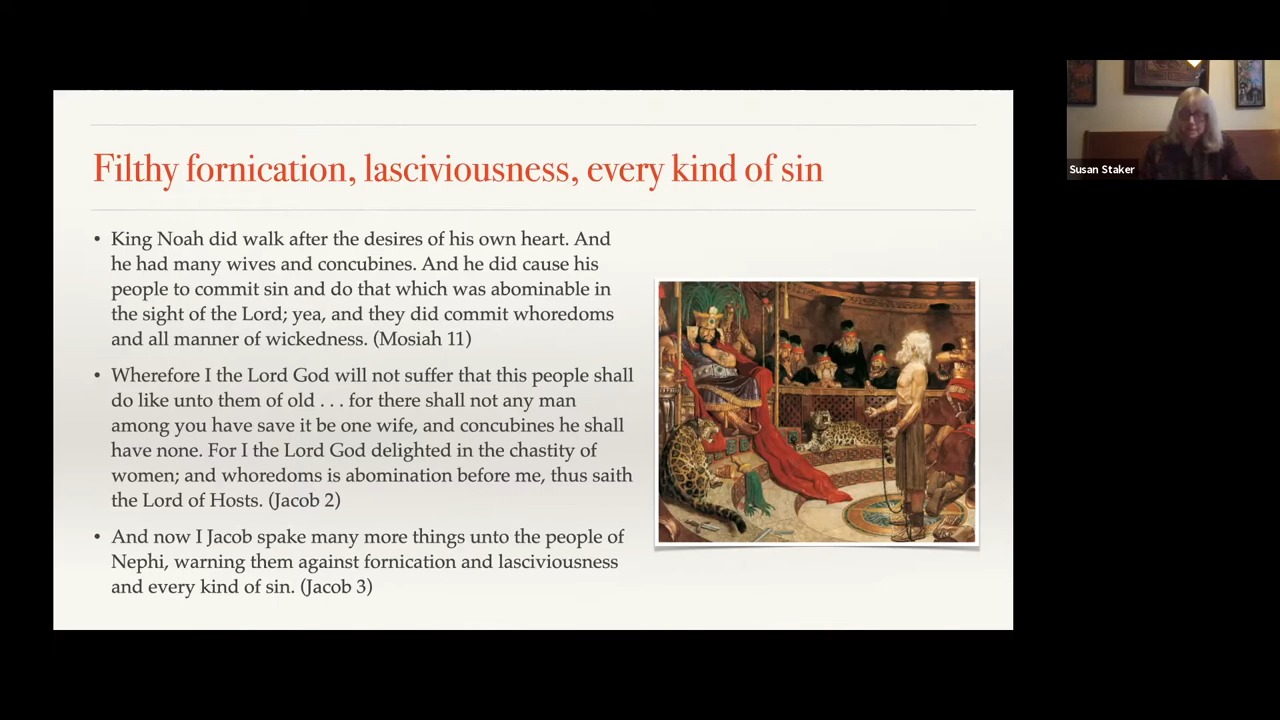 Filthy fornication, lasciviousness, every kind of sin
• King Noah did walk after the desires of his own heart. And
he had many wives and concubines. And he did cause his
people to commit sin and do that which was abominable in
the sight of the Lord; yea, and they did commit whoredoms
and all manner of wickedness. (Mosiah 11)
• Wherefore I the Lord God will not suffer that this people shall
do like unto them of old . . . for there shall not any man
among you have save it be one wife, and concubines he shall
have none. For I the Lord God delighted in the chastity of
women; and whoredoms is abomination before me, thus saith
the Lord of Hosts. (Jacob 2)
• And now I Jacob spake many more things unto the people of
Nephi, warning them against fornication and lasciviousness
and every kind of sin. (Jacob 3)
Susan Staker